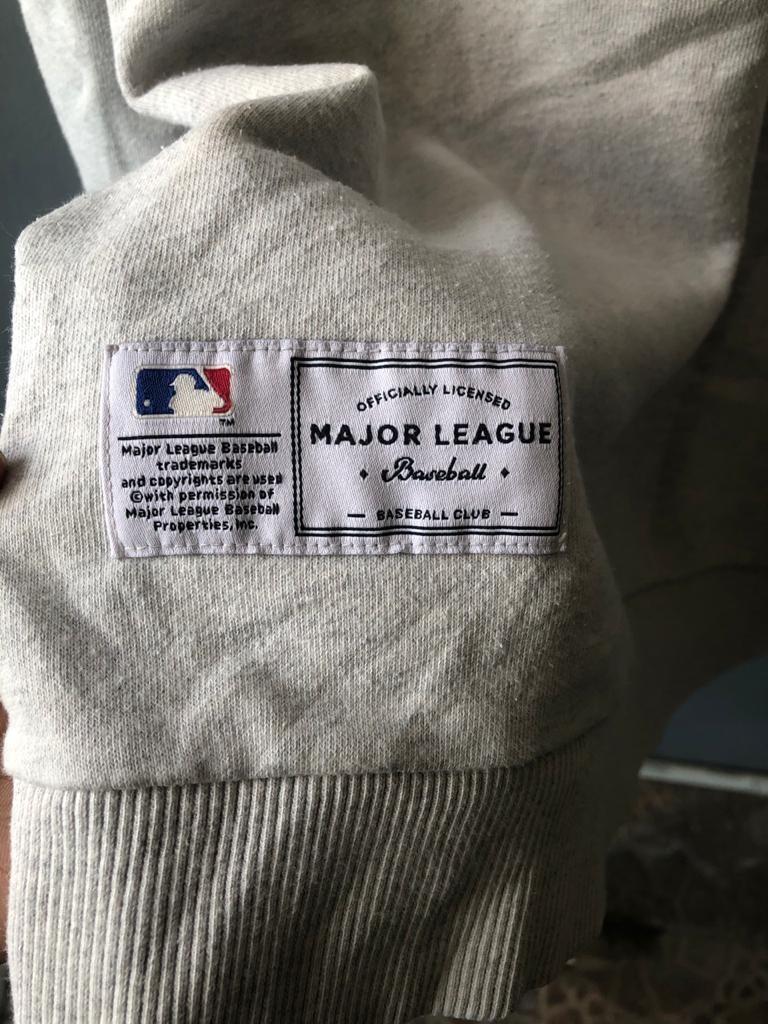 TM
Major League Baseball
trademarks
and copyrights are used
©with permission of
Major League Baseball
Properties, Inc.
OFFICIALLY LICENSED
MAJOR LEAGUE
Baseball
BASEBALL CLUB